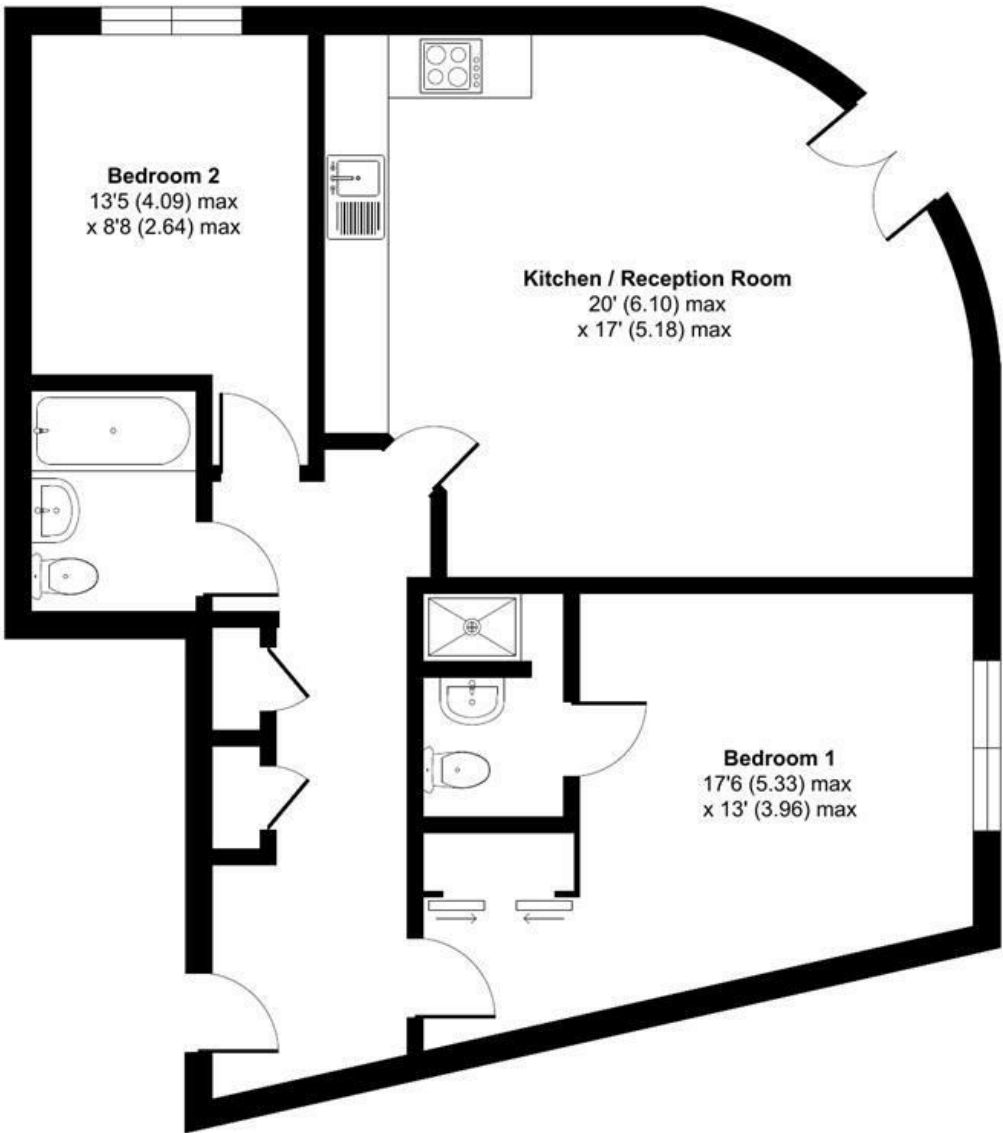 Bedroom 2
13'5 (4.09) max
x 8'8 (2.64) max
Kitchen / Reception Room
20' (6.10) max
x 17' (5.18) max
Bedroom 1
17'6 (5.33) max
x 13' (3.96) max